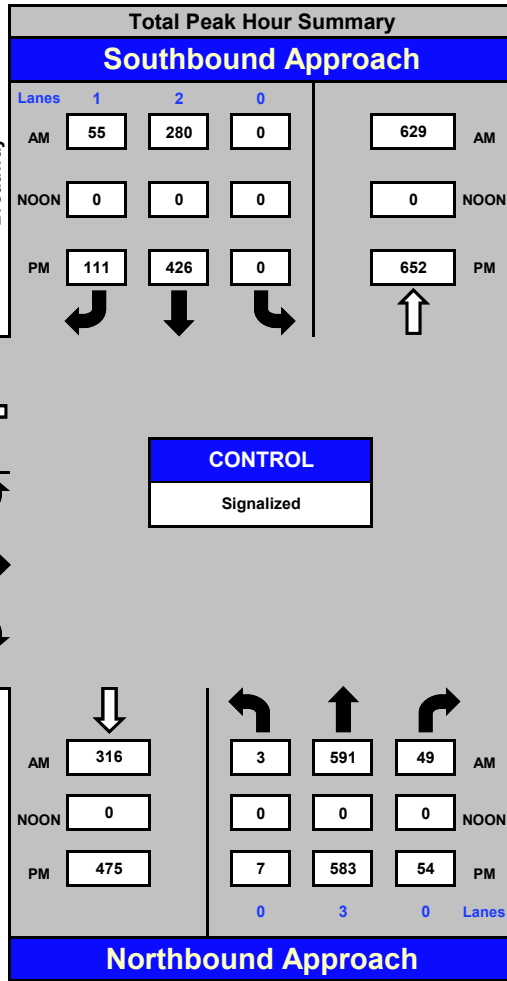 Total Peak Hour Summary
Southbound Approach
Lanes 1 2 0
AM 55 280 0 629 AM
NOON 0 0 0 0 NOON
PM 111 426 0 652 PM
CONTROL
Signalized
AM 316 3 591 49 AM
NOON 0 0 0 0 NOON
PM 475 7 583 54 PM
0 3 0 Lanes
Northbound Approach